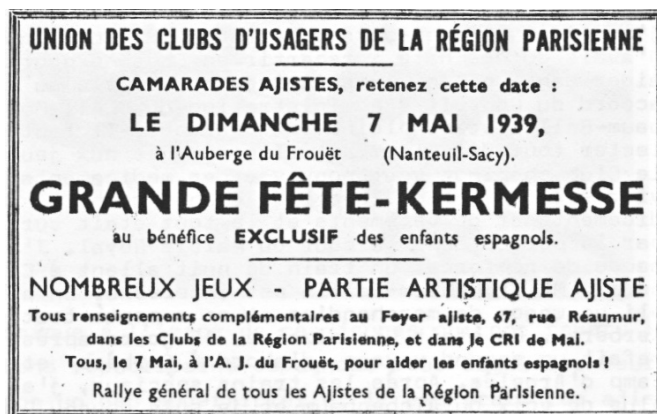 UNION DES CLUBS D'USAGERS DE LA RÉGION PARISIENNE
CAMARADES AJISTES, retenez cette date :
LE DIMANCHE 7 MAI 1939,
à l'Auberge du Frouët (Nanteuil-Sacy).
GRANDE FÊTE-KERMESSE
au bénéfice EXCLUSIF des enfants espagnols.
NOMBREUX JEUX - PARTIE ARTISTIQUE AJISTE
Tous renseignements complémentaires au Foyer ajiste, 67, rue Réaumur,
dans les Clubs de la Région Parisienne, et dans le CRI de Mai.
Tous, le 7 Mai, à l'A. J. du Frouët, pour aider les enfants espagnols !
Rallye général de tous les Ajistes de la Région Parisienne.